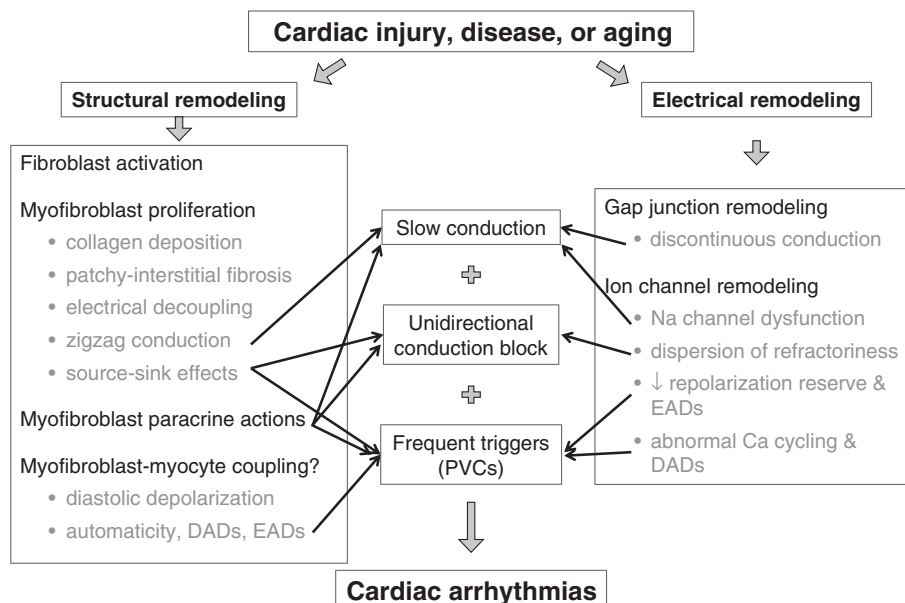 Cardiac injury, disease, or aging
Structural remodeling
Electrical remodeling
Fibroblast activation
Myofibroblast proliferation
• collagen deposition
• patchy-interstitial fibrosis
• electrical decoupling
• zigzag conduction
• source-sink effects
Myofibroblast paracrine actions
Myofibroblast-myocyte coupling?
• diastolic depolarization
• automaticity, DADs, EADs
Slow conduction
+
Unidirectional
conduction block
+
Frequent triggers
(PVCs)
Gap junction remodeling
• discontinuous conduction
Ion channel remodeling
• Na channel dysfunction
• dispersion of refractoriness
• ↓ repolarization reserve &
EADs
• abnormal Ca cycling &
DADs
Cardiac arrhythmias